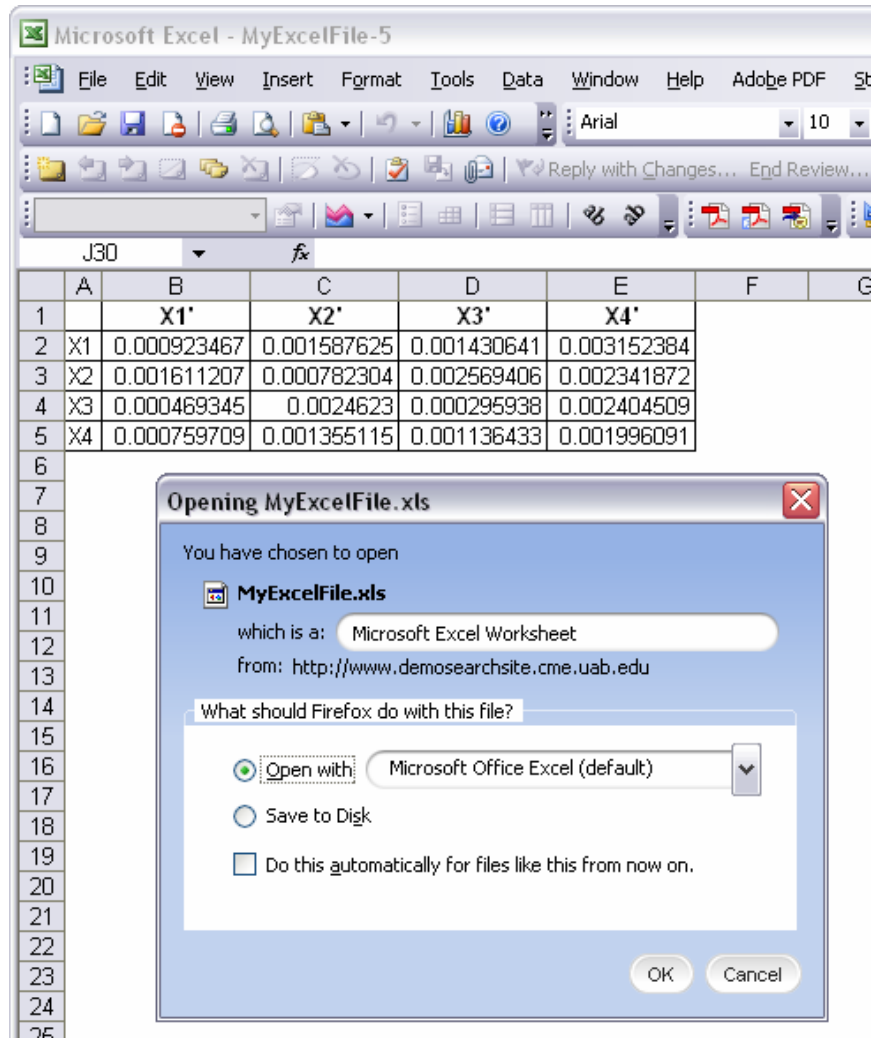 Microsoft Excel - MyExcelFile-5
File Edit View Insert Format Tools Data Window Help Adobe PDF St
Arial 10
Reply with Changes... End Review...
J30 fx
A B C D E F G
1 X1' X2' X3' X4'
2 X1 0.000923467 0.001587625 0.001430641 0.003152384
3 X2 0.001611207 0.000782304 0.002569406 0.002341872
4 X3 0.000469345 0.0024623 0.000295938 0.002404509
5 X4 0.000759709 0.001355115 0.001136433 0.001996091
6
7
Opening MyExcelFile.xls
8
9
You have chosen to open
10
MyExcelFile.xls
11
which is a: Microsoft Excel Worksheet
12
13
from: http://www.demosearchsite.cme.uab.edu
14
What should Firefox do with this file?
15
16
Open with Microsoft Office Excel (default)
17
18
Save to Disk
19
Do this automatically for files like this from now on.
20
21
22
23
OK Cancel
24
25